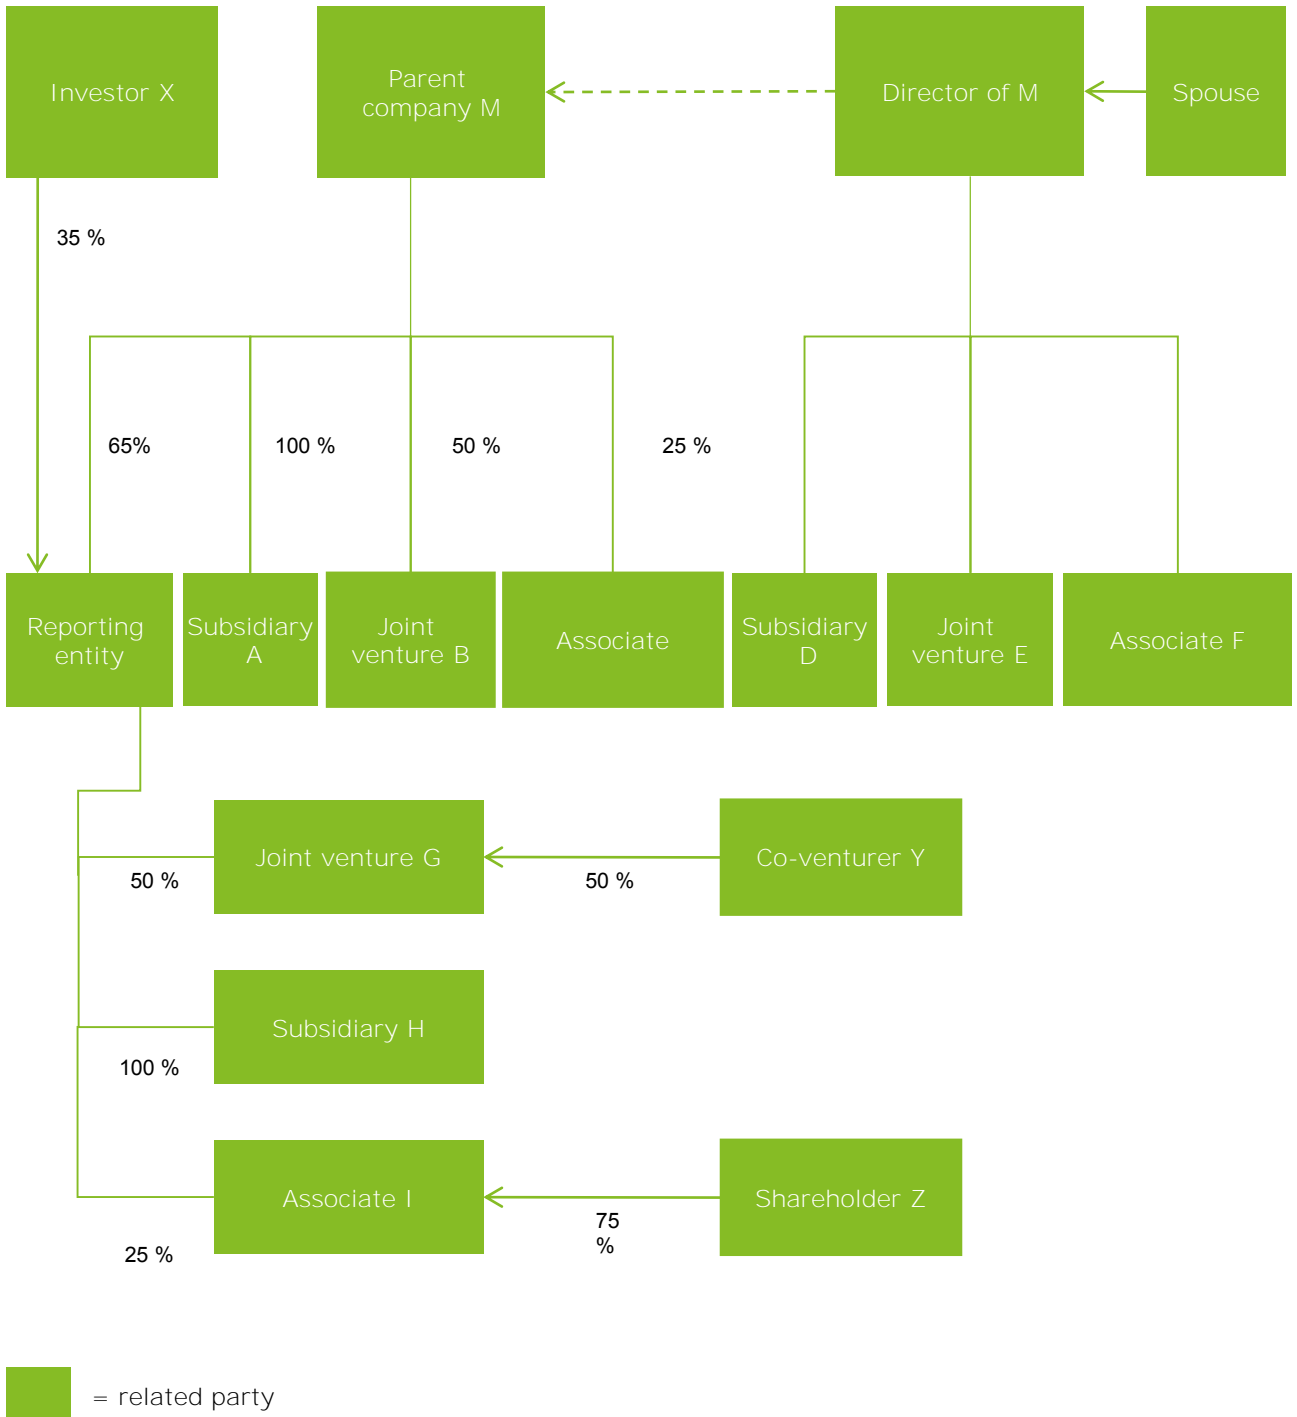 Investor X
Parent
company M
Director of M
Spouse
35 %
65%
100 %
50 %
25 %
Reporting
entity
Subsidiary
A
Joint
venture B
Associate
Subsidiary
D
Joint
venture E
Associate F
Joint venture G
Co-venturer Y
50 %
50 %
Subsidiary H
100 %
Associate I
Shareholder Z
25 %
75
%
= related party